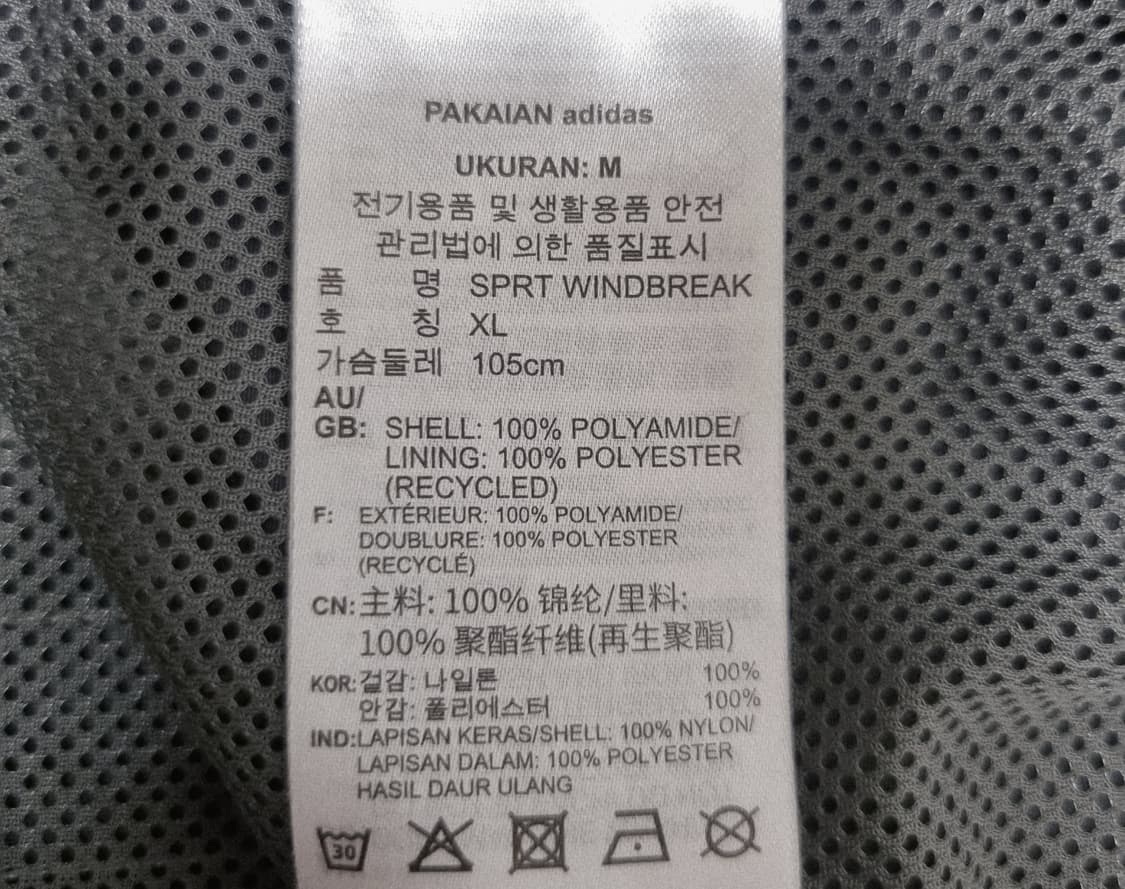 PAKAIAN adidas
UKURAN: M
전기용품 및 생활용품 안전
관리법에 의한 품질표시
품 명 SPRT WINDBREAK
호 칭 XL
가슴둘레 105cm
AU/
GB: SHELL: 100% POLYAMIDE/
LINING: 100% POLYESTER
(RECYCLED)
F: EXTÉRIEUR: 100% POLYAMIDE/
DOUBLURE: 100% POLYESTER
(RECYCLÉ)
CN: 主料: 100% 锦纶/里料:
100% 聚酯纤维(再生聚酯)
KOR: 겉감: 나일론 100%
안감: 폴리에스터 100%
IND: LAPISAN KERAS/SHELL: 100% NYLON/
LAPISAN DALAM: 100% POLYESTER
HASIL DAUR ULANG
30